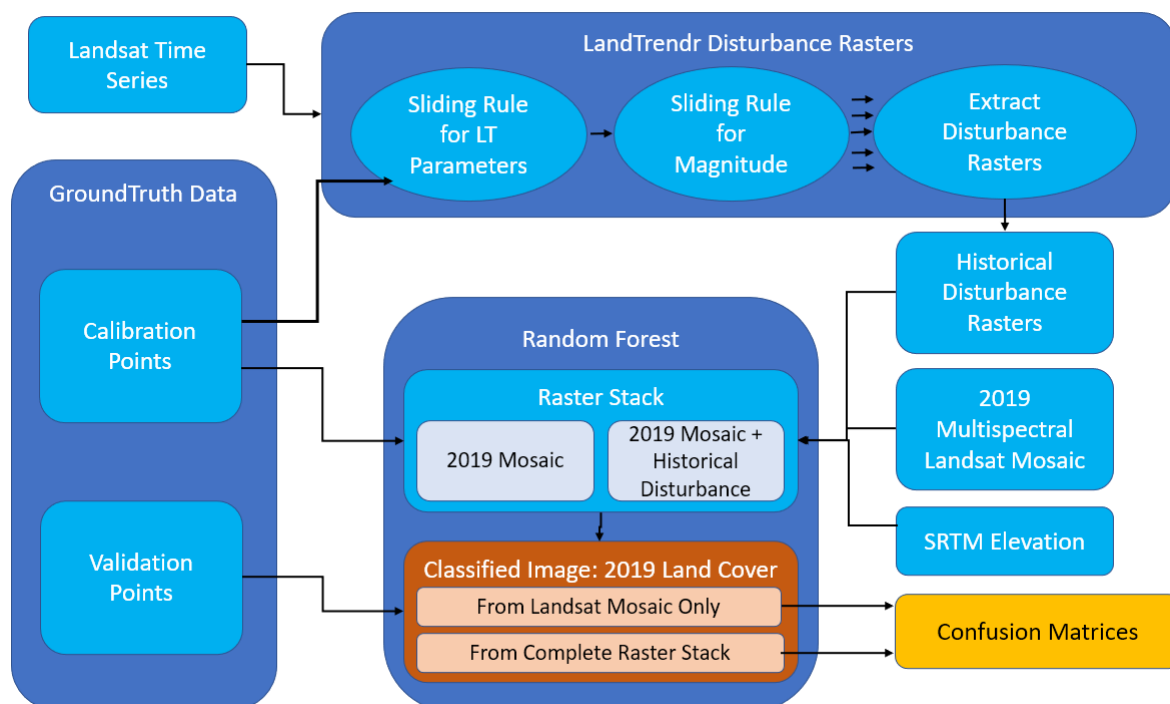 Landsat Time
Series
LandTrendr Disturbance Rasters
Sliding Rule
for LT
Parameters
Sliding Rule
for
Magnitude
Extract
Disturbance
Rasters
GroundTruth Data
Calibration
Points
Validation
Points
Random Forest
Raster Stack
2019 Mosaic
2019 Mosaic +
Historical
Disturbance
Classified Image: 2019 Land Cover
From Landsat Mosaic Only
From Complete Raster Stack
Historical
Disturbance
Rasters
2019
Multispectral
Landsat Mosaic
SRTM Elevation
Confusion Matrices